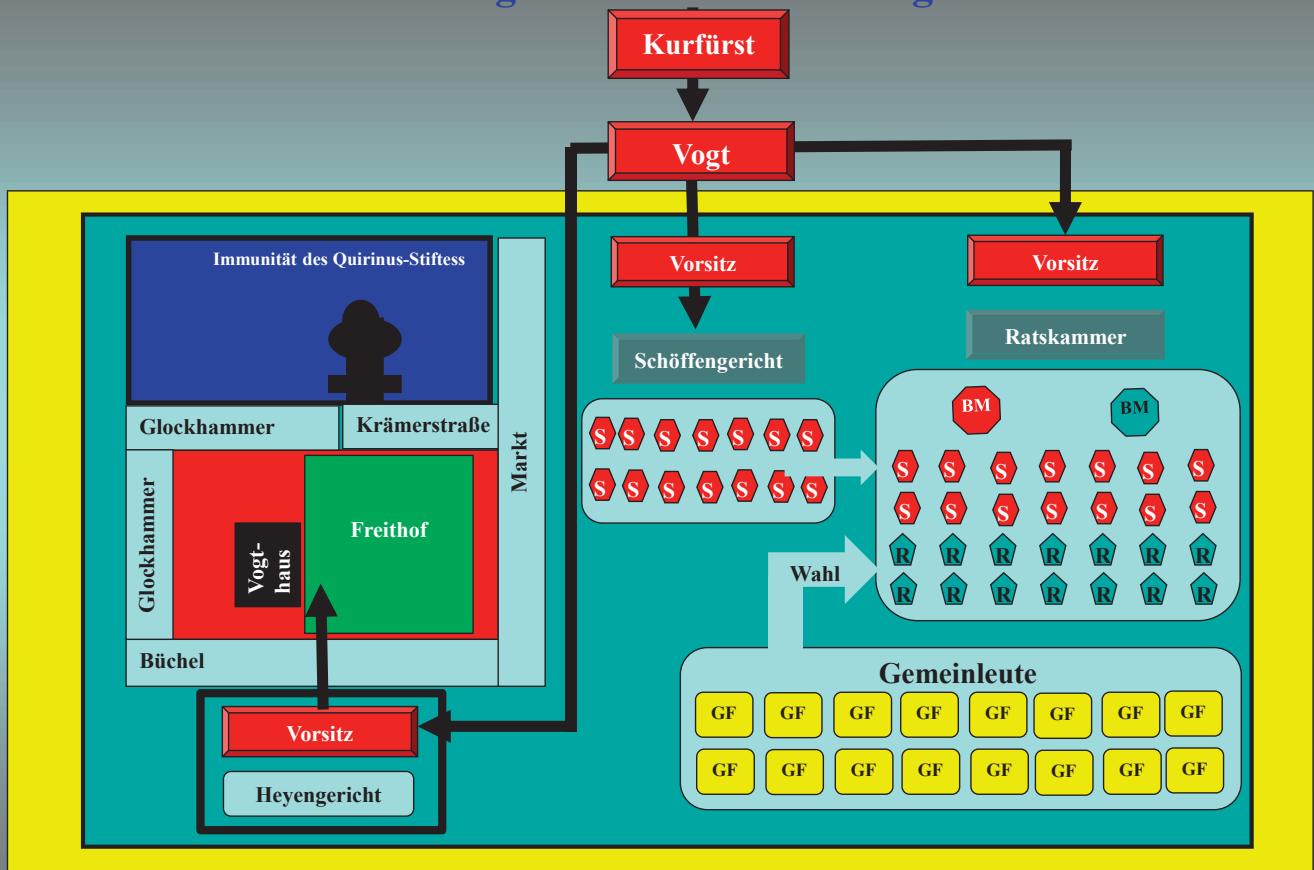 Kurfürst
Vogt
Vorsitz
Vorsitz
Immunität des Quirinus-Stiftess
Schöffengericht
Ratskammer
BM
BM
S S S S S S S
S S S S S S S
S S S S S S S
S S S S S S S
R R R R R R R
R R R R R R R
Glockhammer
Krämerstraße
Markt
Glockhammer
Vogt-
haus
Freithof
Büchel
Wahl
Gemeinleute
GF GF GF GF GF GF GF GF
GF GF GF GF GF GF GF GF
Vorsitz
Heyengericht